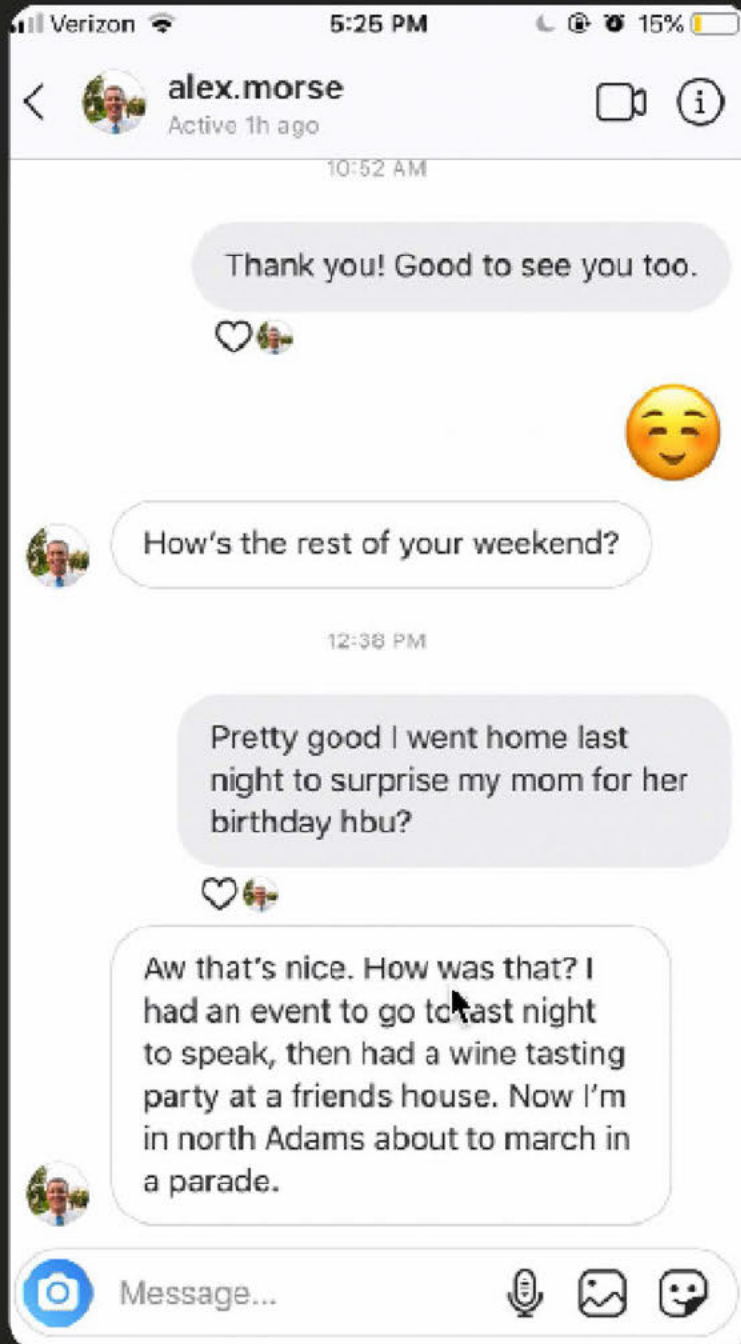 Verizon 5:25 PM 15%
alex.morse
Active 1h ago
10:52 AM
Thank you! Good to see you too.
How's the rest of your weekend?
12:38 PM
Pretty good I went home last
night to surprise my mom for her
birthday hbu?
Aw that's nice. How was that? I
had an event to go to last night
to speak, then had a wine tasting
party at a friends house. Now I'm
in north Adams about to march in
a parade.
Message...